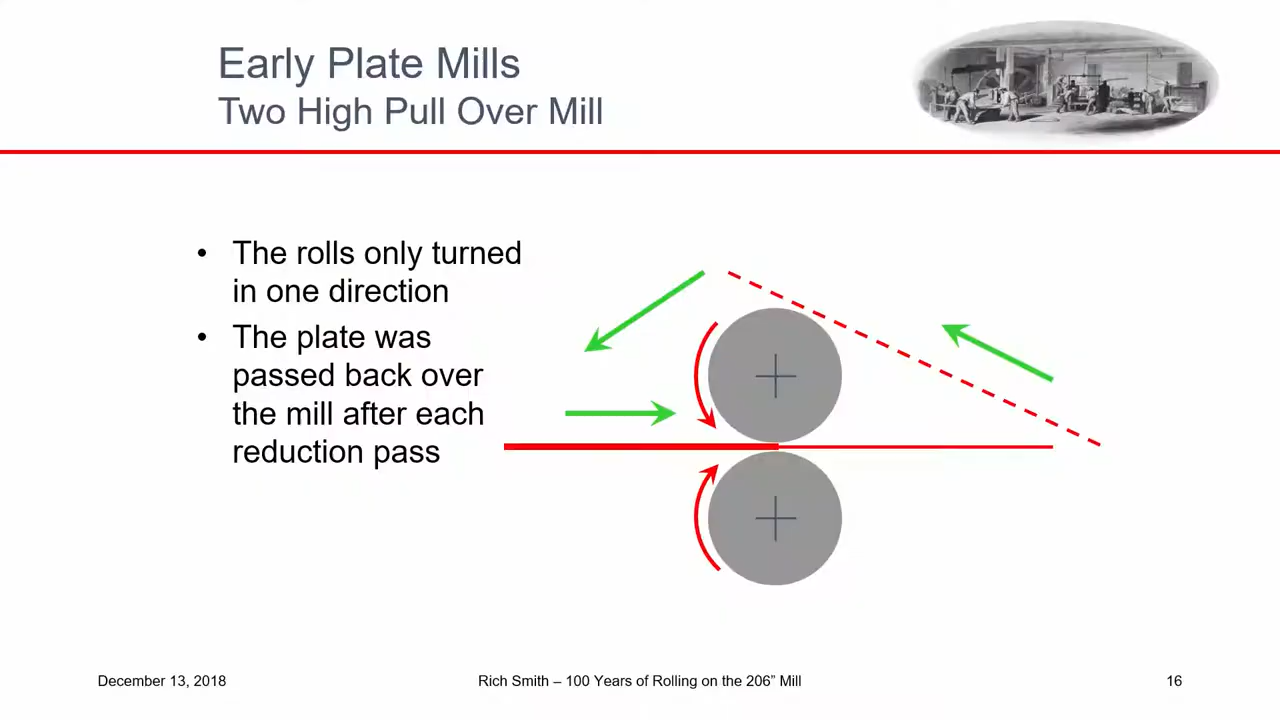 Early Plate Mills
Two High Pull Over Mill
• The rolls only turned
in one direction
• The plate was
passed back over
the mill after each
reduction pass
December 13, 2018
Rich Smith – 100 Years of Rolling on the 206” Mill
16